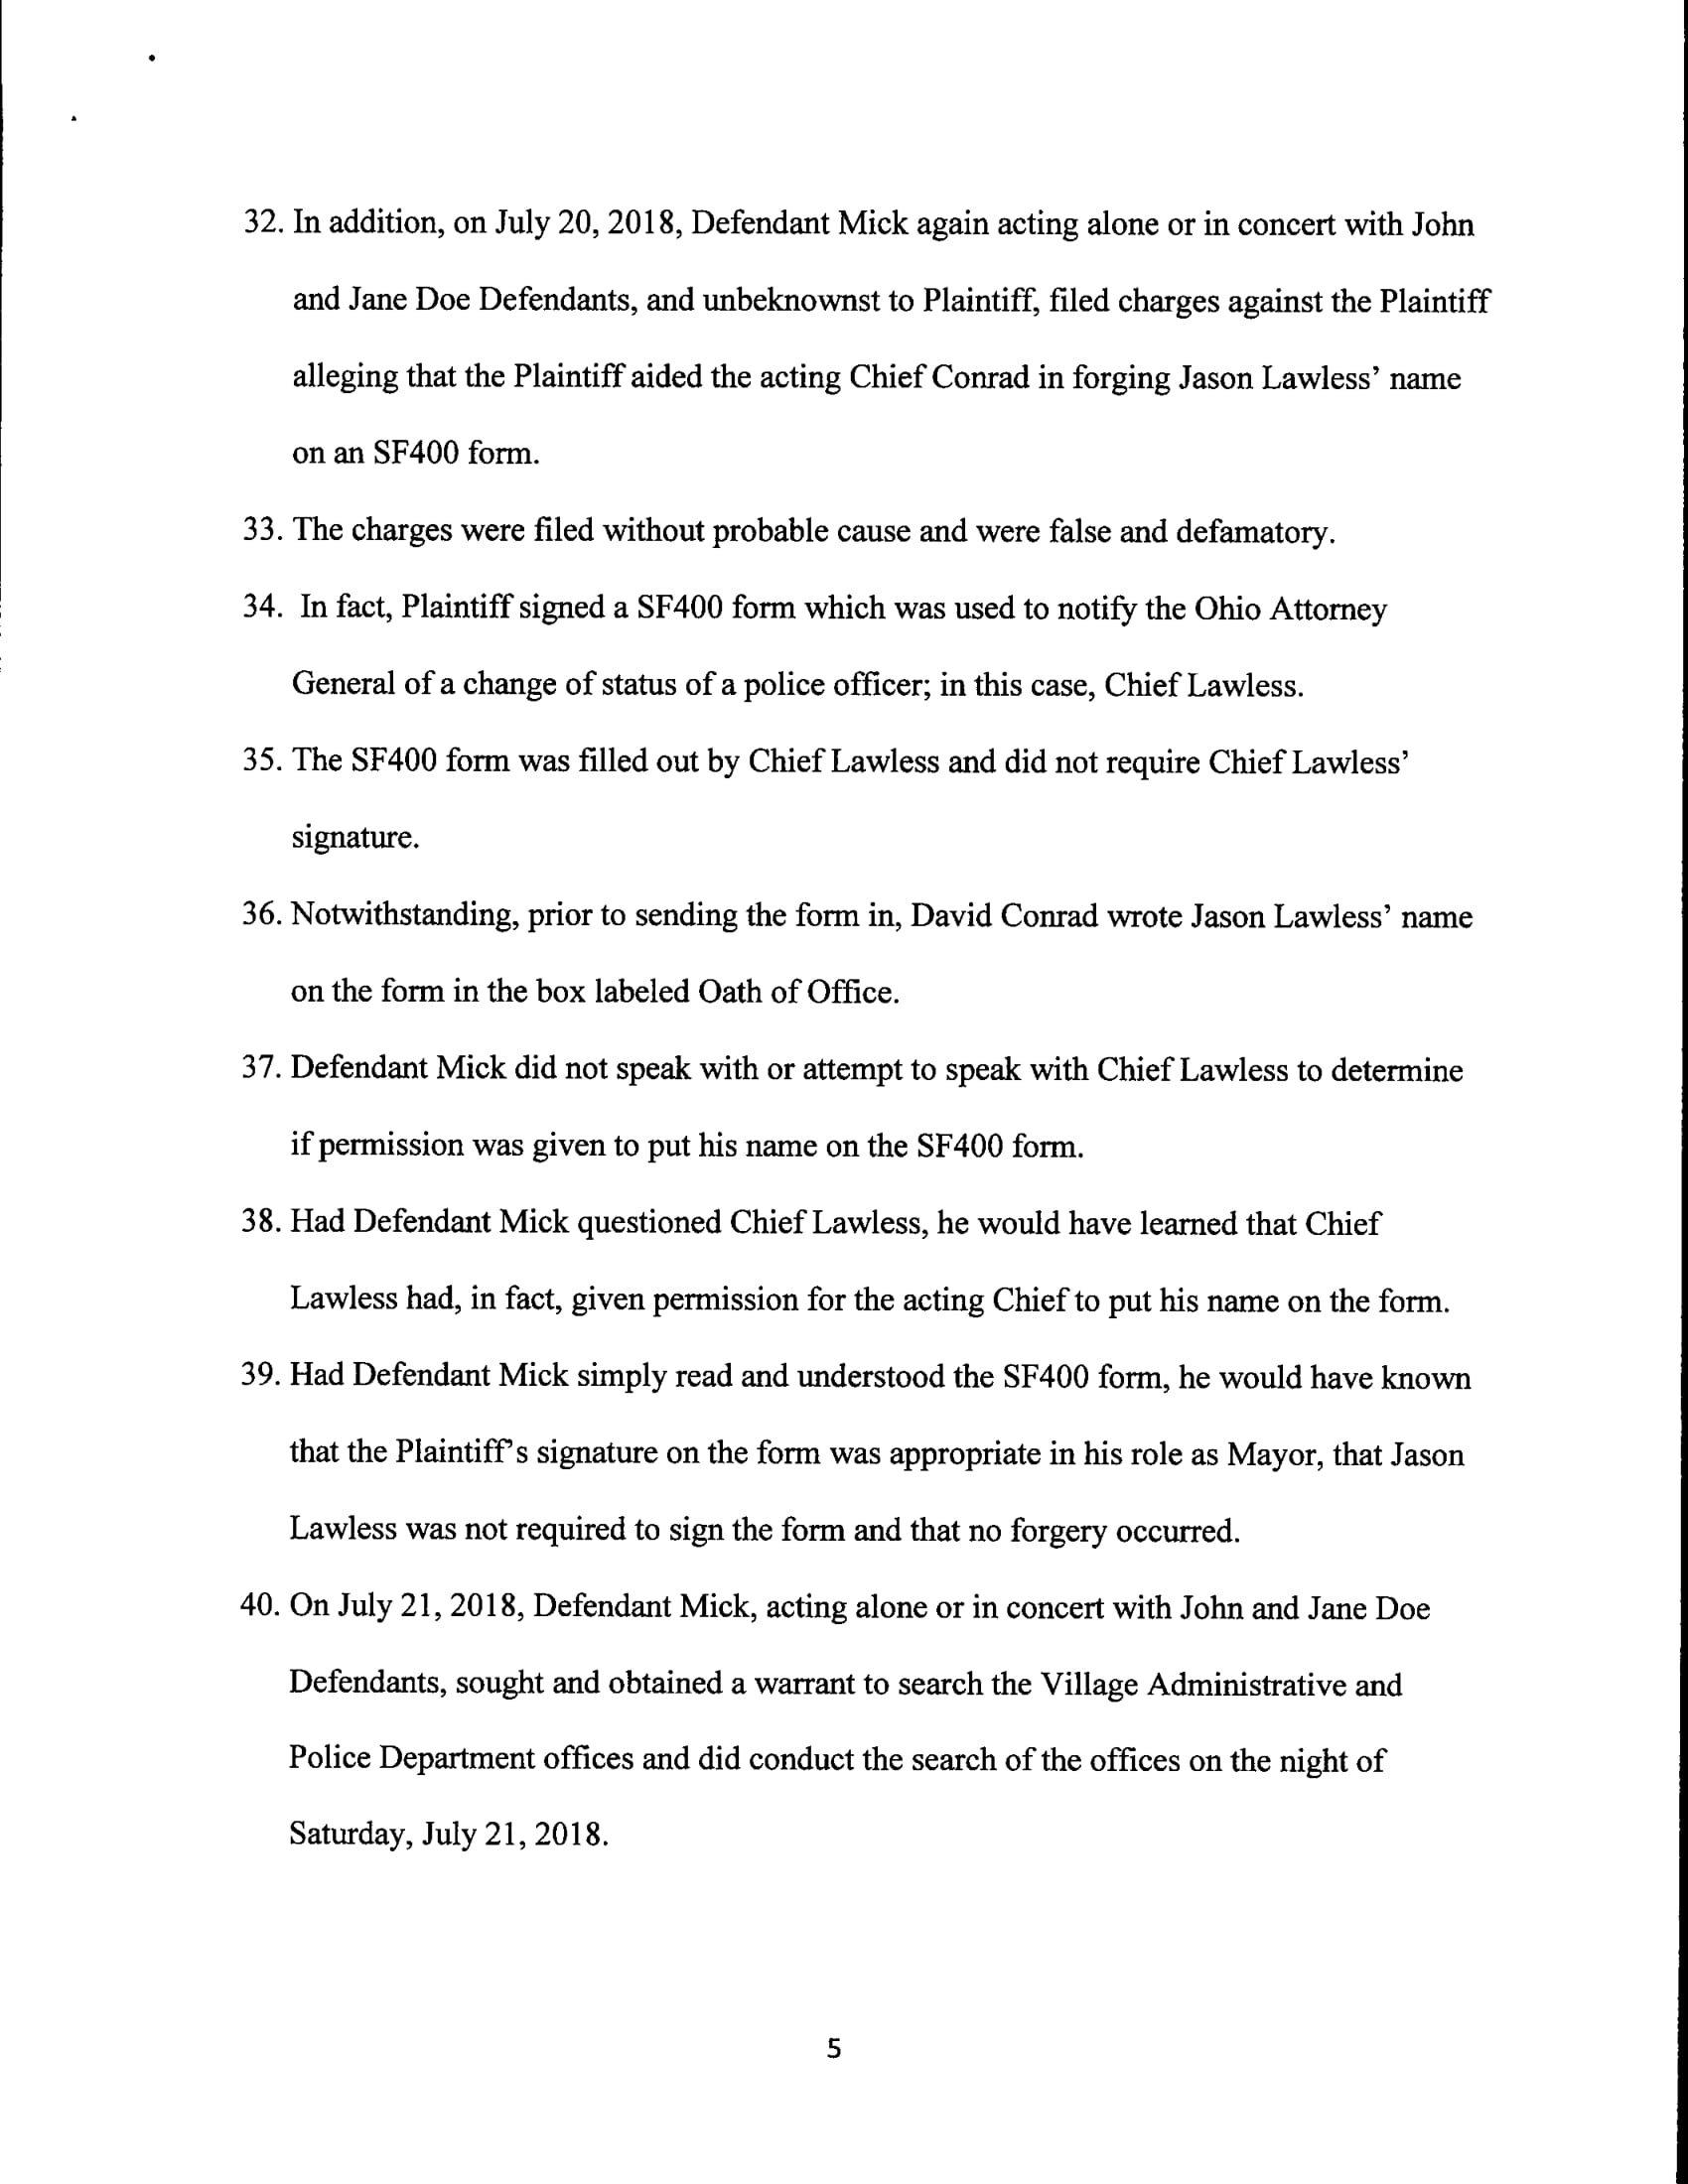 32. In addition, on July 20, 2018, Defendant Mick again acting alone or in concert with John
and Jane Doe Defendants, and unbeknownst to Plaintiff, filed charges against the Plaintiff
alleging that the Plaintiff aided the acting Chief Conrad in forging Jason Lawless’ name
on an SF400 form.
33. The charges were filed without probable cause and were false and defamatory.
34. In fact, Plaintiff signed a SF400 form which was used to notify the Ohio Attorney
General of a change of status of a police officer; in this case, Chief Lawless.
35. The SF400 form was filled out by Chief Lawless and did not require Chief Lawless’
signature.
36. Notwithstanding, prior to sending the form in, David Conrad wrote Jason Lawless’ name
on the form in the box labeled Oath of Office.
37. Defendant Mick did not speak with or attempt to speak with Chief Lawless to determine
if permission was given to put his name on the SF400 form.
38. Had Defendant Mick questioned Chief Lawless, he would have learned that Chief
Lawless had, in fact, given permission for the acting Chief to put his name on the form.
39. Had Defendant Mick simply read and understood the SF400 form, he would have known
that the Plaintiff’s signature on the form was appropriate in his role as Mayor, that Jason
Lawless was not required to sign the form and that no forgery occurred.
40. On July 21, 2018, Defendant Mick, acting alone or in concert with John and Jane Doe
Defendants, sought and obtained a warrant to search the Village Administrative and
Police Department offices and did conduct the search of the offices on the night of
Saturday, July 21, 2018.
5